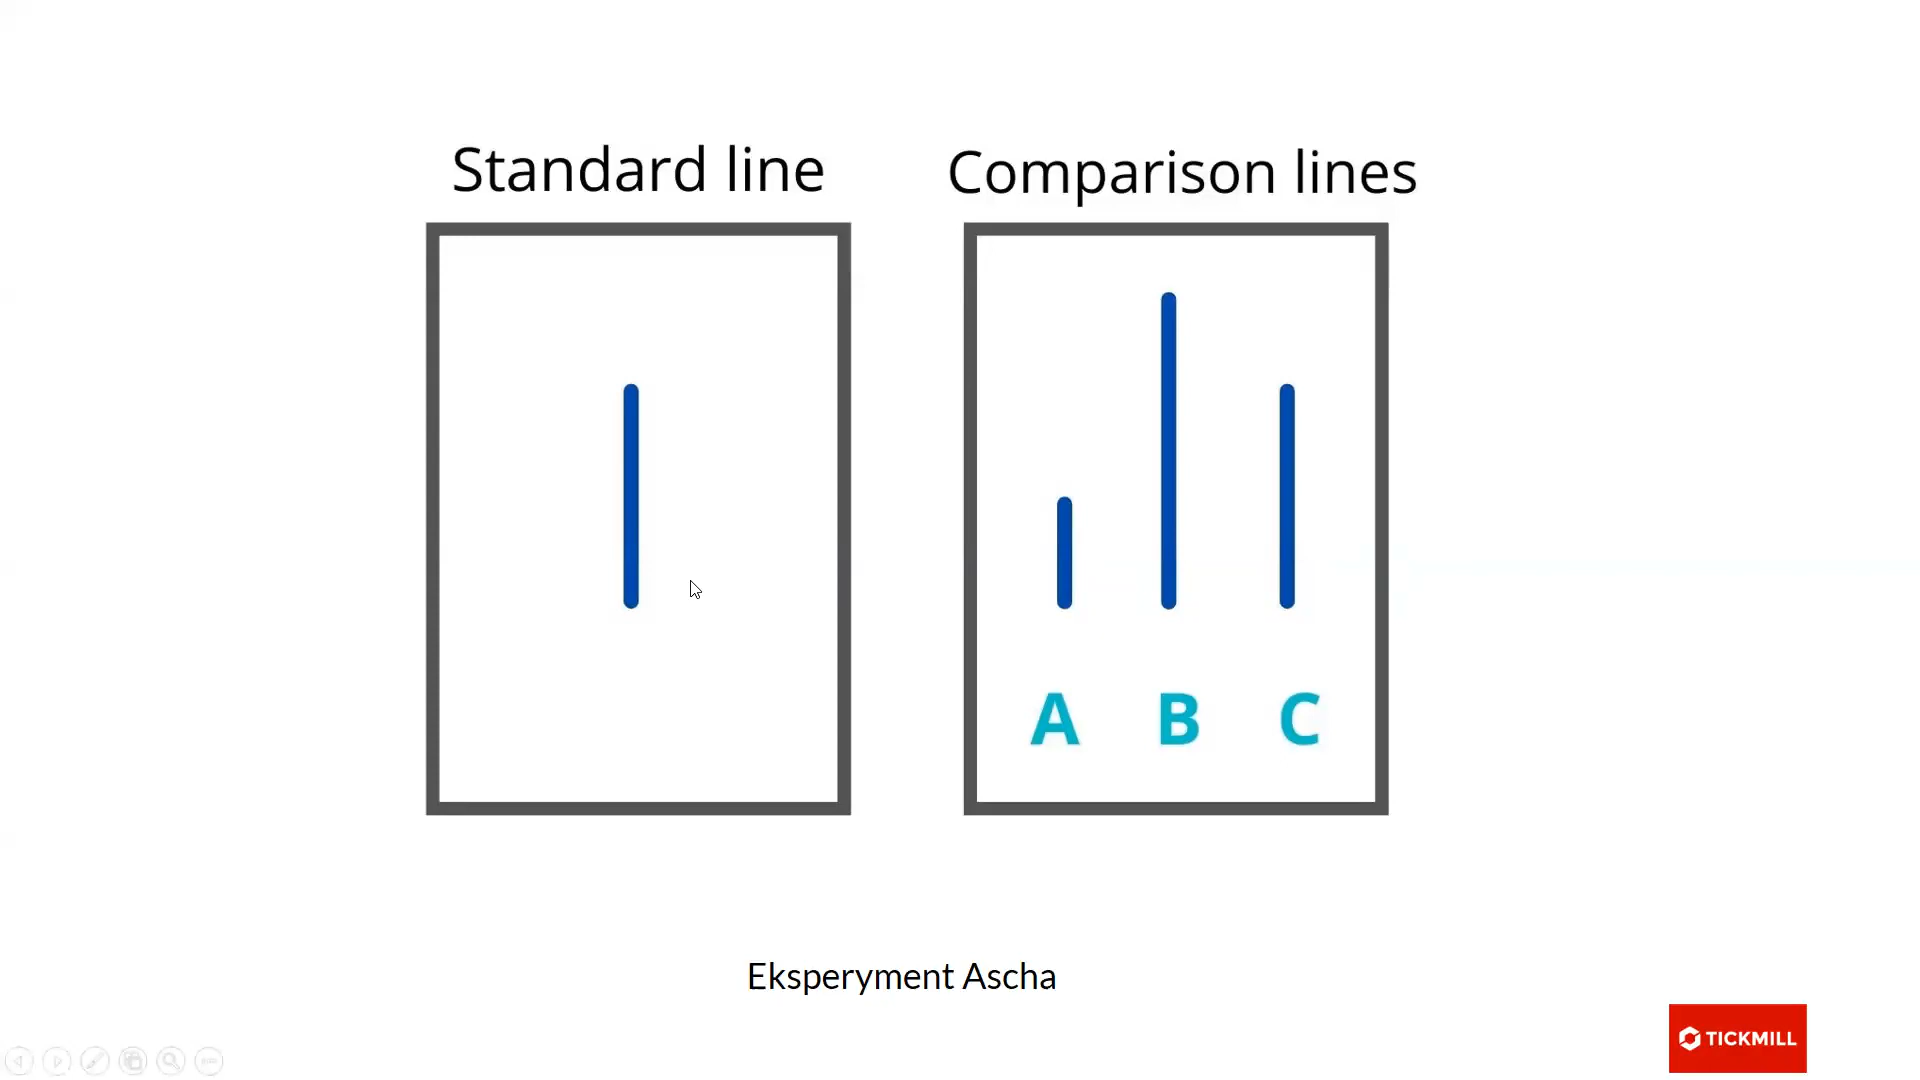 Standard line
Comparison lines
A B C
Eksperyment Ascha
TICKMILL